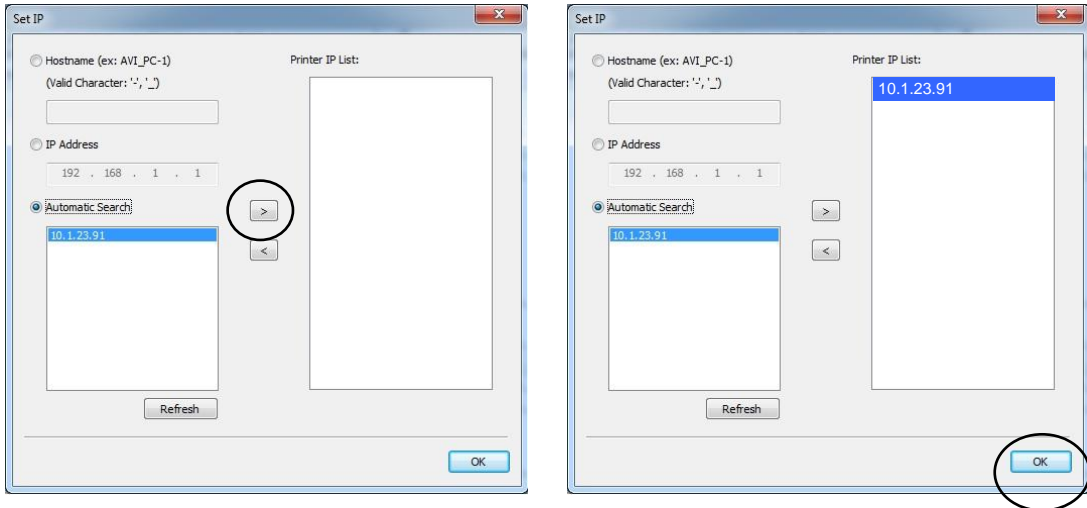 Set IP
x
Hostname (ex: AVI_PC-1)
(Valid Character: '-', '_')
IP Address
192 . 168 . 1 . 1
Automatic Search
10.1.23.91
Refresh
>
<
Printer IP List:
OK
Set IP
x
Hostname (ex: AVI_PC-1)
(Valid Character: '-', '_')
IP Address
192 . 168 . 1 . 1
Automatic Search
10.1.23.91
Refresh
>
<
Printer IP List:
10.1.23.91
OK